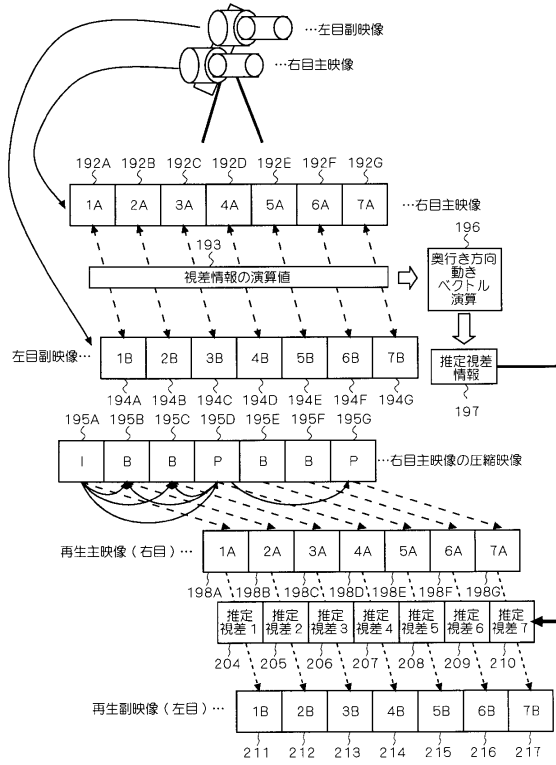 …左目副映像
…右目主映像
192A 192B 192C 192D 192E 192F 192G
1A 2A 3A 4A 5A 6A 7A …右目主映像
196
193
視差情報の演算値
奥行き方向
動き
ベクトル
演算
左目副映像… 1B 2B 3B 4B 5B 6B 7B
推定視差
情報
194A 194B 194C 194D 194E 194F 194G
197
195A 195B 195C 195D 195E 195F 195G
I B B P B B P …右目主映像の圧縮映像
再生主映像(右目)… 1A 2A 3A 4A 5A 6A 7A
198A 198B 198C 198D 198E 198F 198G
推定 推定 推定 推定 推定 推定 推定
視差1 視差2 視差3 視差4 視差5 視差6 視差7
204 205 206 207 208 209 210
再生副映像(左目)… 1B 2B 3B 4B 5B 6B 7B
211 212 213 214 215 216 217